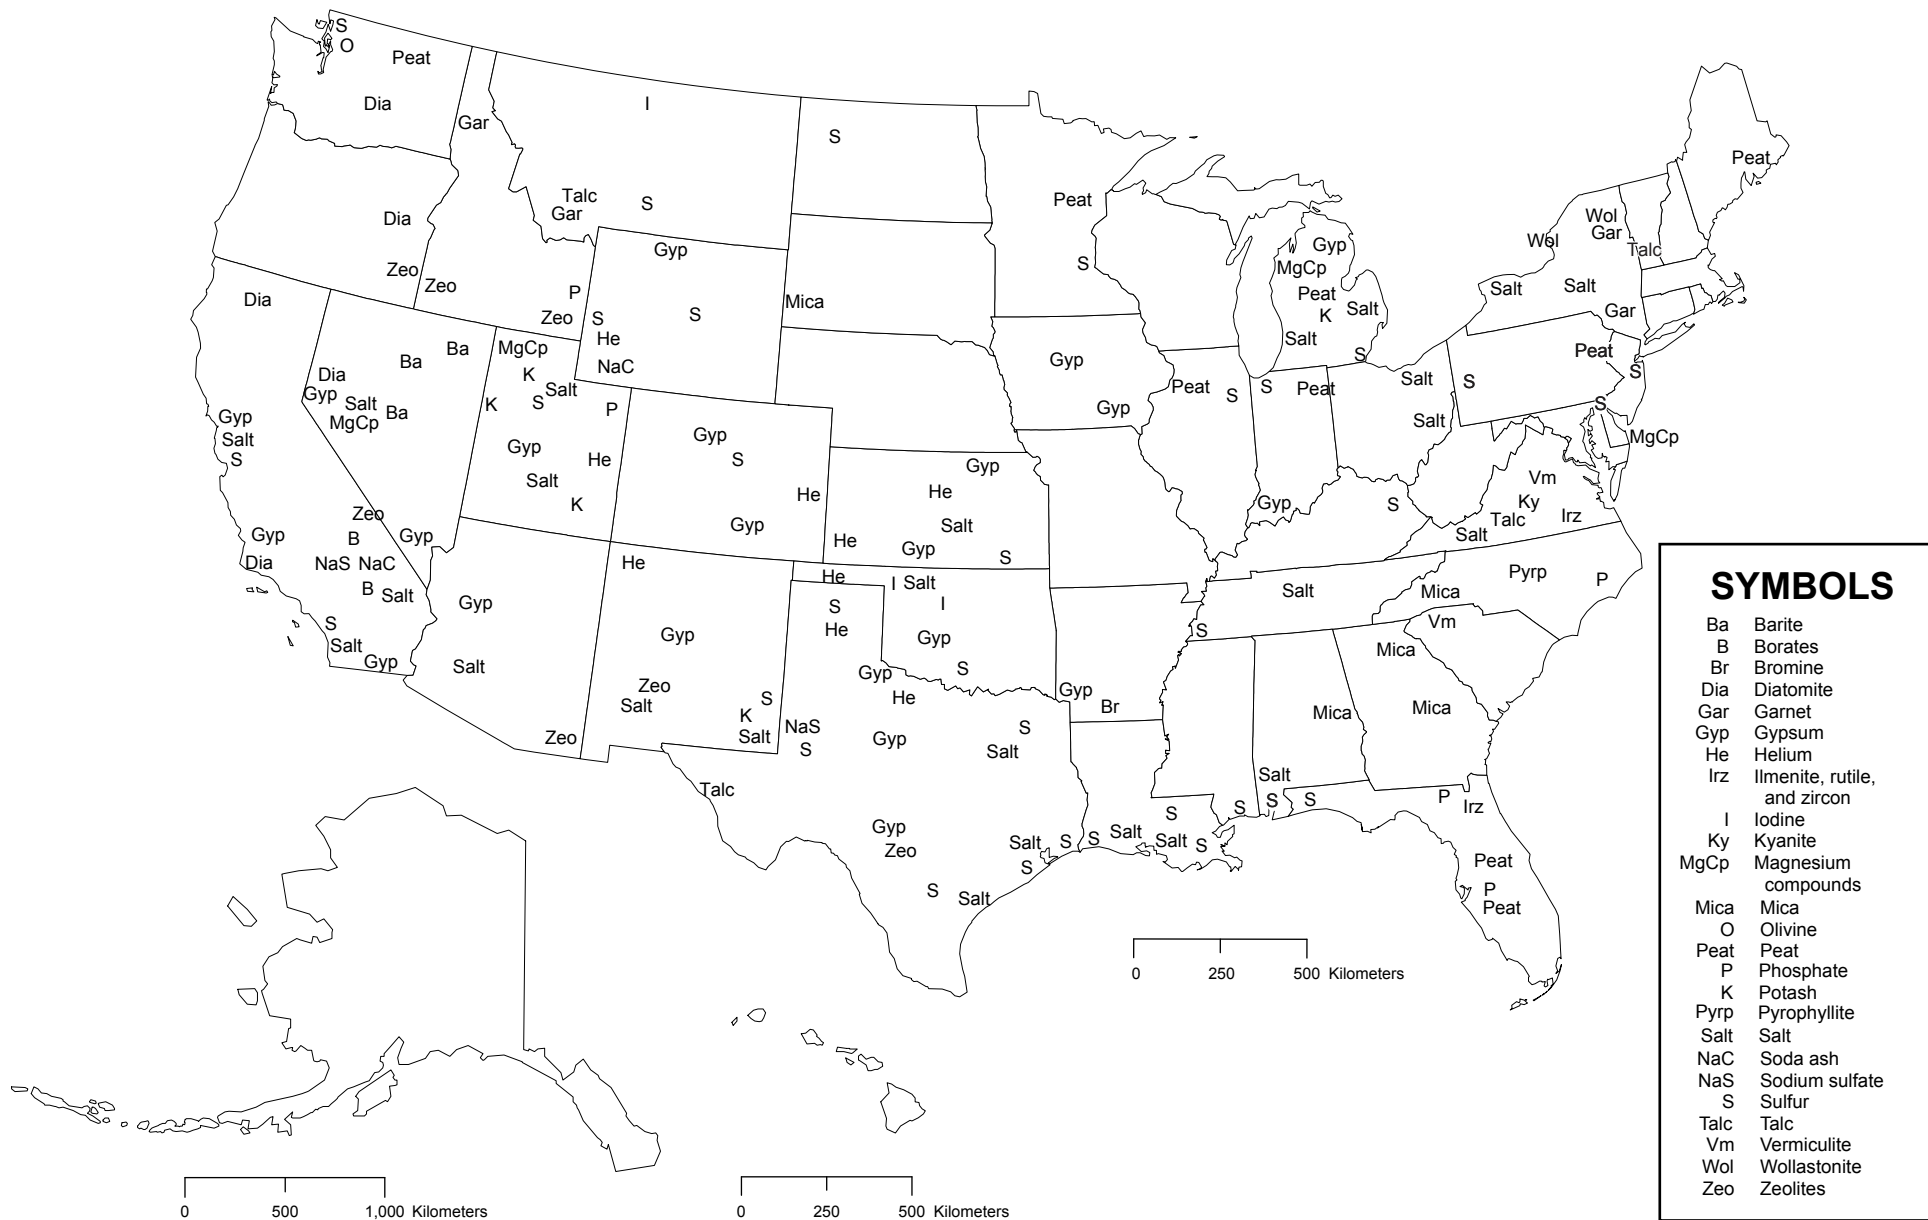 S
O
Peat
Dia
Gar
I
S
Peat
Talc
Gar
S
Peat
Dia
Wol
Gar
Wol
Talc
Gyp
Gyp
MgCp
S
Zeo
Zeo
P
S
Mica
Peat
Salt
K
Salt
Salt
Salt
Gar
Dia
Zeo
S
He
NaC
Salt
S
Peat
S
MgCp
K
Salt
S
K
P
Ba
Ba
Dia
Gyp
Salt
MgCp
Ba
Gyp
Gyp
Peat
S
S
Peat
Salt
Salt
S
S
MgCp
Gyp
Salt
S
Gyp
Salt
K
He
Gyp
S
He
Gyp
Gyp
He
Salt
He
Gyp
S
Gyp
S
Vm
Ky
Talc
Irz
Salt
Zeo
B
Gyp
Gyp
Dia
NaS
NaC
B
Salt
S
Salt
Gyp
Gyp
Salt
Zeo
He
Gyp
Zeo
Salt
S
K
Salt
He
S
He
I
Salt
I
Gyp
S
Gyp
He
NaS
S
Gyp
S
Salt
Talc
Gyp
Zeo
S
Salt
Salt
S
S
Gyp
Br
Salt
S
Pyrp
P
Mica
Vm
Mica
Mica
Mica
Salt
S
S
S
S
S
Salt
Salt
S
P
Irz
Peat
P
Peat
0 250 500 Kilometers
0 500 1,000 Kilometers
0 250 500 Kilometers
SYMBOLS
Ba Barite
B Borates
Br Bromine
Dia Diatomite
Gar Garnet
Gyp Gypsum
He Helium
Irz Ilmenite, rutile,
and zircon
I Iodine
Ky Kyanite
MgCp Magnesium
compounds
Mica Mica
O Olivine
Peat Peat
P Phosphate
K Potash
Pyrp Pyrophyllite
Salt Salt
NaC Soda ash
NaS Sodium sulfate
S Sulfur
Talc Talc
Vm Vermiculite
Wol Wollastonite
Zeo Zeolites